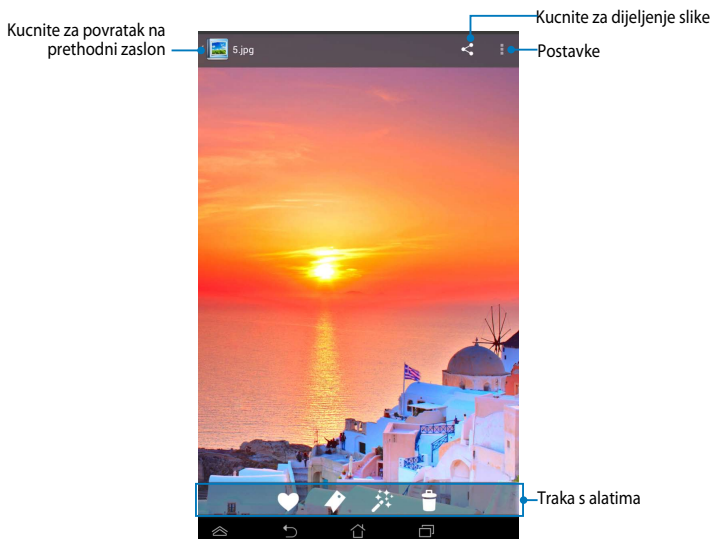 Kucnite za dijeljenje slike
Kucnite za povratak na
prethodni zaslon
5.jpg
Postavke
Traka s alatima